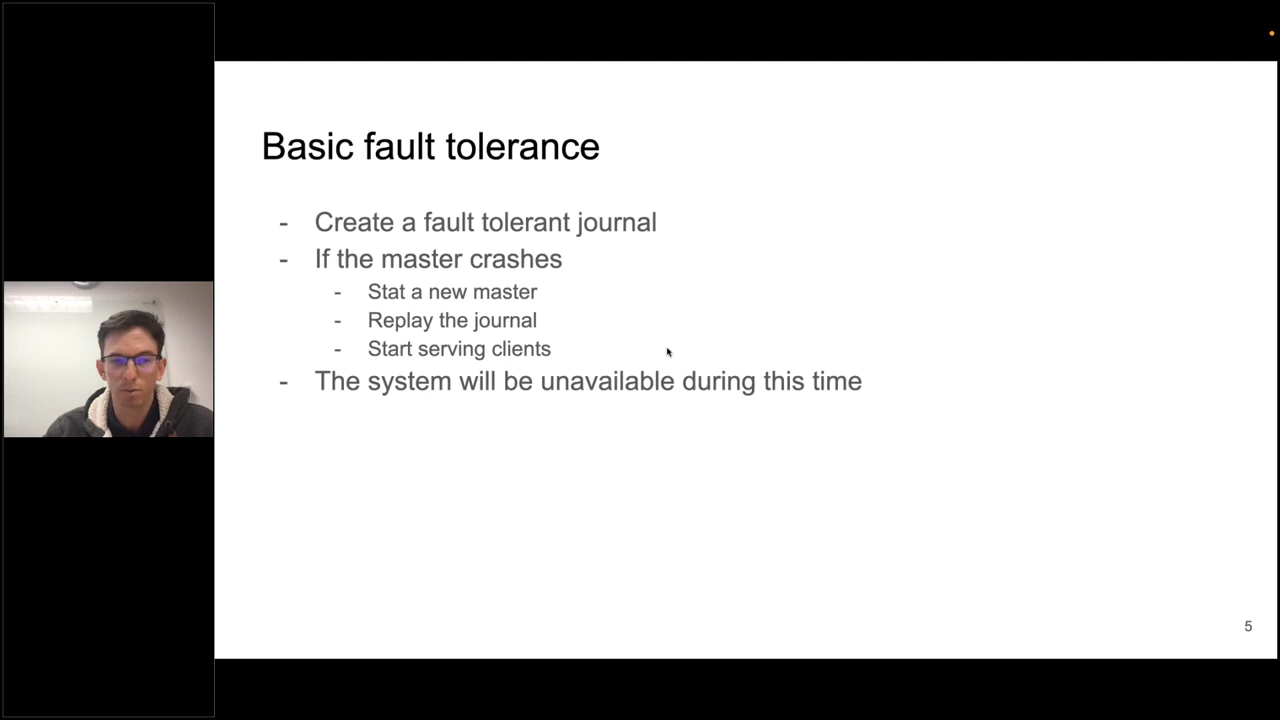 Basic fault tolerance
- Create a fault tolerant journal
- If the master crashes
- Stat a new master
- Replay the journal
- Start serving clients
- The system will be unavailable during this time
5